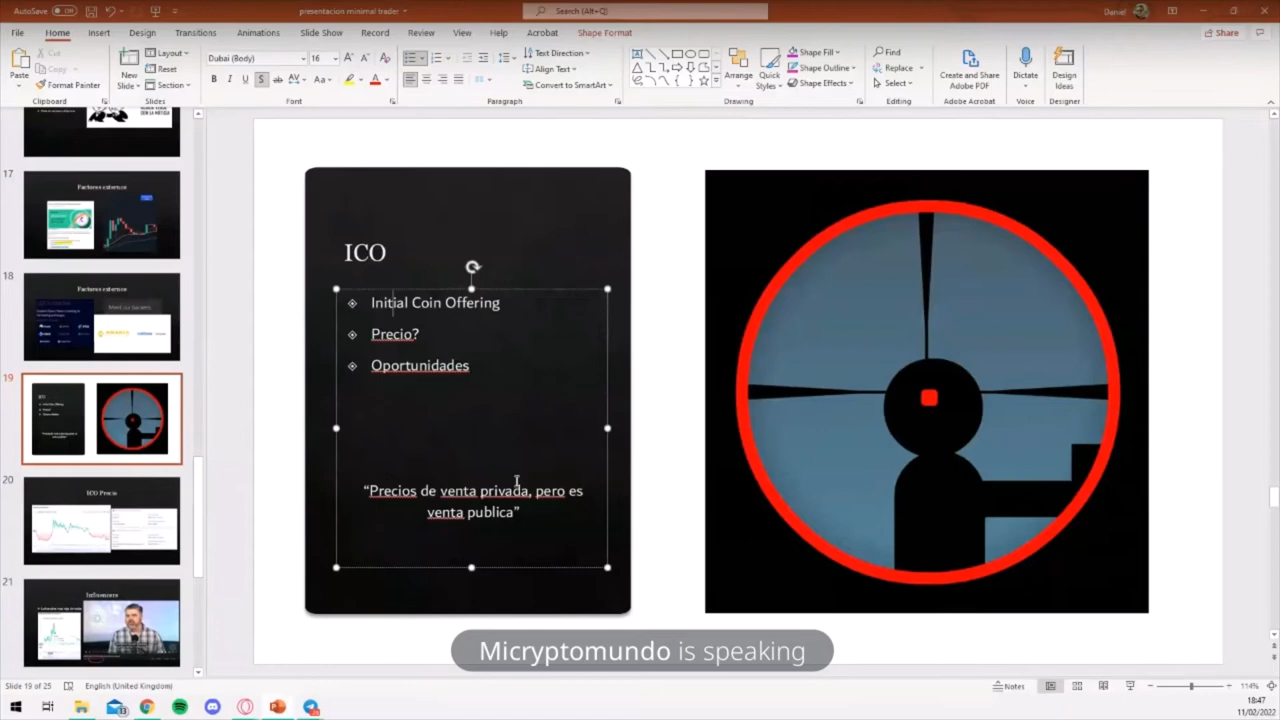 AutoSave
Off
presentacion minimal trader
Search (Alt+Q)
Daniel
File
Home
Insert
Design
Transitions
Animations
Slide Show
Record
Review
View
Help
Acrobat
Shape Format
Share
Paste
Cut
Copy
Format Painter
Clipboard
New
Slide
Layout
Reset
Section
Slides
Dubai (Body)
16
Font
Text Direction
Align Text
Convert to SmartArt
Paragraph
Arrange
Quick
Styles
Shape Fill
Shape Outline
Shape Effects
Drawing
Find
Replace
Select
Editing
Create and Share
Adobe PDF
Adobe Acrobat
Dictate
Voice
Design
Ideas
Designer
17
Factores externos
18
Factores externos
19
20
ICO Precio
21
Influencers
ICO
Initial Coin Offering
Precio?
Oportunidades
“Precios de venta privada, pero es
venta publica”
Micryptomundo is speaking
Slide 19 of 25
English (United Kingdom)
Notes
114%
18:47
11/02/2022